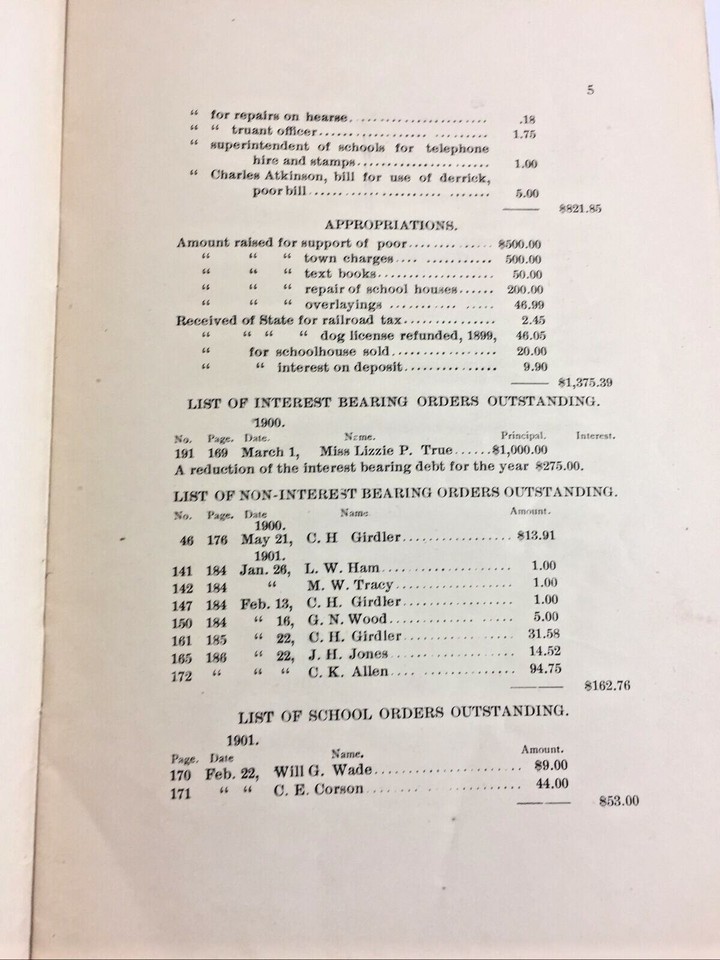 5
“ for repairs on hearse ...................... .18
“ “ truant officer .................. ......... 1.75
“ superintendent of schools for telephone
hire and stamps ...................... 1.00
“ Charles Atkinson, bill for use of derrick,
poor bill ...................... ....... 5.00
$821.85
APPROPRIATIONS.
Amount raised for support of poor ........ ....... $500.00
“ “ “ town charges .... ........... 500.00
“ “ “ text books .................. 50.00
“ “ “ repair of school houses ...... 200.00
“ “ “ overlayings .......... ..... 46.99
Received of State for railroad tax ............... 2.45
“ “ “ “ dog license refunded, 1899, 46.05
“ for schoolhouse sold ................. 20.00
“ “ interest on deposit ............... 9.90
$1,375.39
LIST OF INTEREST BEARING ORDERS OUTSTANDING.
1900.
No. Page. Date. Name. Principal. Interest.
191 169 March 1, Miss Lizzie P. True ...... $1,000.00
A reduction of the interest bearing debt for the year $275.00.
LIST OF NON-INTEREST BEARING ORDERS OUTSTANDING.
No. Page. Date Name Amount.
1900.
46 176 May 21, C. H Girdler ................. $13.91
1901.
141 184 Jan. 26, L. W. Ham .................... 1.00
142 184 “ M. W. Tracy .................. 1.00
147 184 Feb. 13, C. H. Girdler ................. 1.00
150 184 “ 16, G. N. Wood ............ ..... 5.00
161 185 “ 22, C. H. Girdler ................. 31.58
165 186 “ 22, J. H. Jones ................... 14.52
172 “ “ “ C. K. Allen .... .............. 94.75
$162.76
LIST OF SCHOOL ORDERS OUTSTANDING.
1901.
Page. Date Name. Amount.
170 Feb. 22, Will G. Wade ...................... $9.00
171 “ “ C. E. Corson .... . ............. 44.00
$53.00